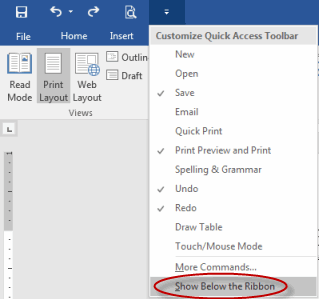 File
Home
Insert
Read Mode
Print Layout
Web Layout
Outlin
Draft
Views
Customize Quick Access Toolbar
New
Open
Save
Email
Quick Print
Print Preview and Print
Spelling & Grammar
Undo
Redo
Draw Table
Touch/Mouse Mode
More Commands...
Show Below the Ribbon